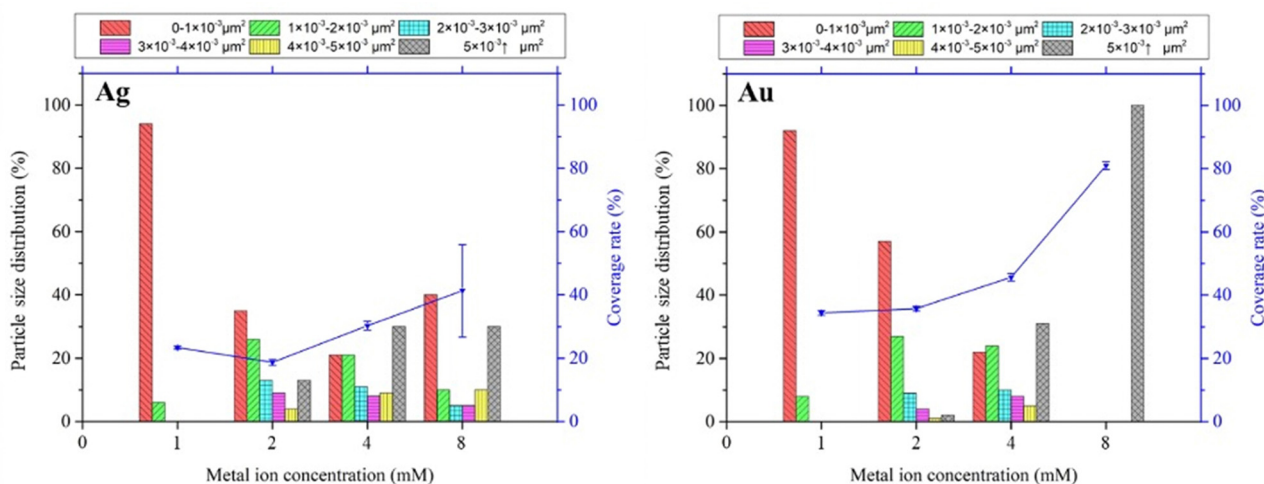 0-1×10⁻³μm² 1×10⁻³-2×10⁻³ μm² 2×10⁻³-3×10⁻³ μm²
3×10⁻³-4×10⁻³ μm² 4×10⁻³-5×10⁻³ μm² 5×10⁻³↑ μm²
Ag
Particle size distribution (%)
100
80
60
40
20
0
0 1 2 4 8
Metal ion concentration (mM)
100
80
60
40
20
0
Coverage rate (%)
0-1×10⁻³μm² 1×10⁻³-2×10⁻³ μm² 2×10⁻³-3×10⁻³ μm²
3×10⁻³-4×10⁻³ μm² 4×10⁻³-5×10⁻³ μm² 5×10⁻³↑ μm²
Au
Particle size distribution (%)
100
80
60
40
20
0
0 1 2 4 8
Metal ion concentration (mM)
100
80
60
40
20
0
Coverage rate (%)